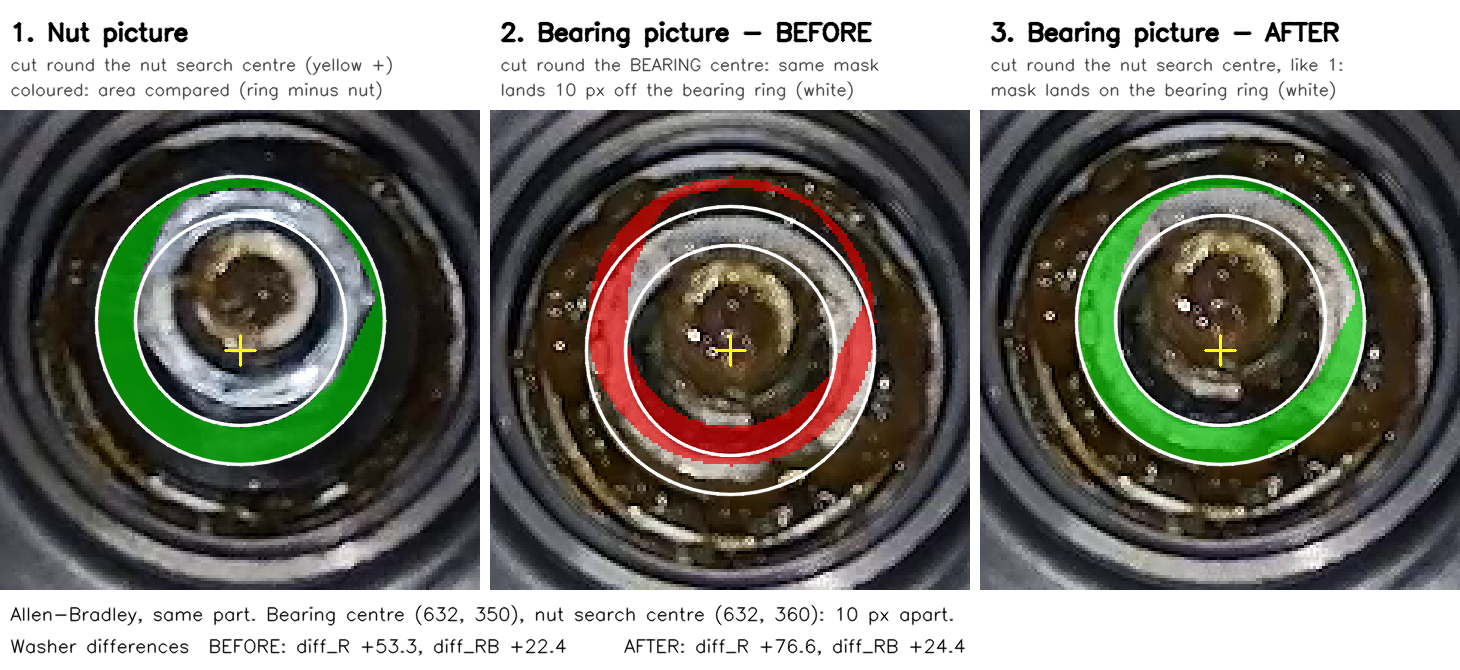 1. Nut picture
cut round the nut search centre (yellow +)
coloured: area compared (ring minus nut)
2. Bearing picture – BEFORE
cut round the BEARING centre: same mask
lands 10 px off the bearing ring (white)
3. Bearing picture – AFTER
cut round the nut search centre, like 1:
mask lands on the bearing ring (white)
Allen-Bradley, same part. Bearing centre (632, 350), nut search centre (632, 360): 10 px apart.
Washer differences BEFORE: diff_R +53.3, diff_RB +22.4 AFTER: diff_R +76.6, diff_RB +24.4